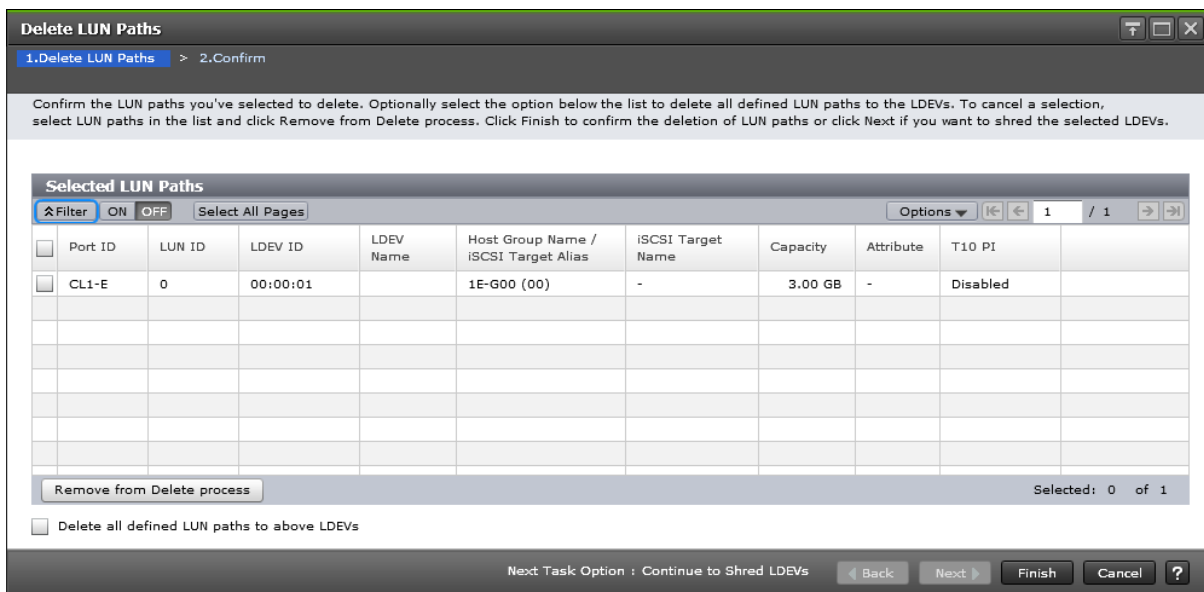 Delete LUN Paths
1.Delete LUN Paths > 2.Confirm
Confirm the LUN paths you've selected to delete. Optionally select the option below the list to delete all defined LUN paths to the LDEVs. To cancel a selection,
select LUN paths in the list and click Remove from Delete process. Click Finish to confirm the deletion of LUN paths or click Next if you want to shred the selected LDEVs.
Selected LUN Paths
Filter ON OFF Select All Pages Options 1 / 1
Port ID LUN ID LDEV ID LDEV Name Host Group Name / iSCSI Target Alias iSCSI Target Name Capacity Attribute T10 PI
CL1-E 0 00:00:01 1E-G00 (00) - 3.00 GB - Disabled
Remove from Delete process Selected: 0 of 1
Delete all defined LUN paths to above LDEVs
Next Task Option : Continue to Shred LDEVs Back Next Finish Cancel ?